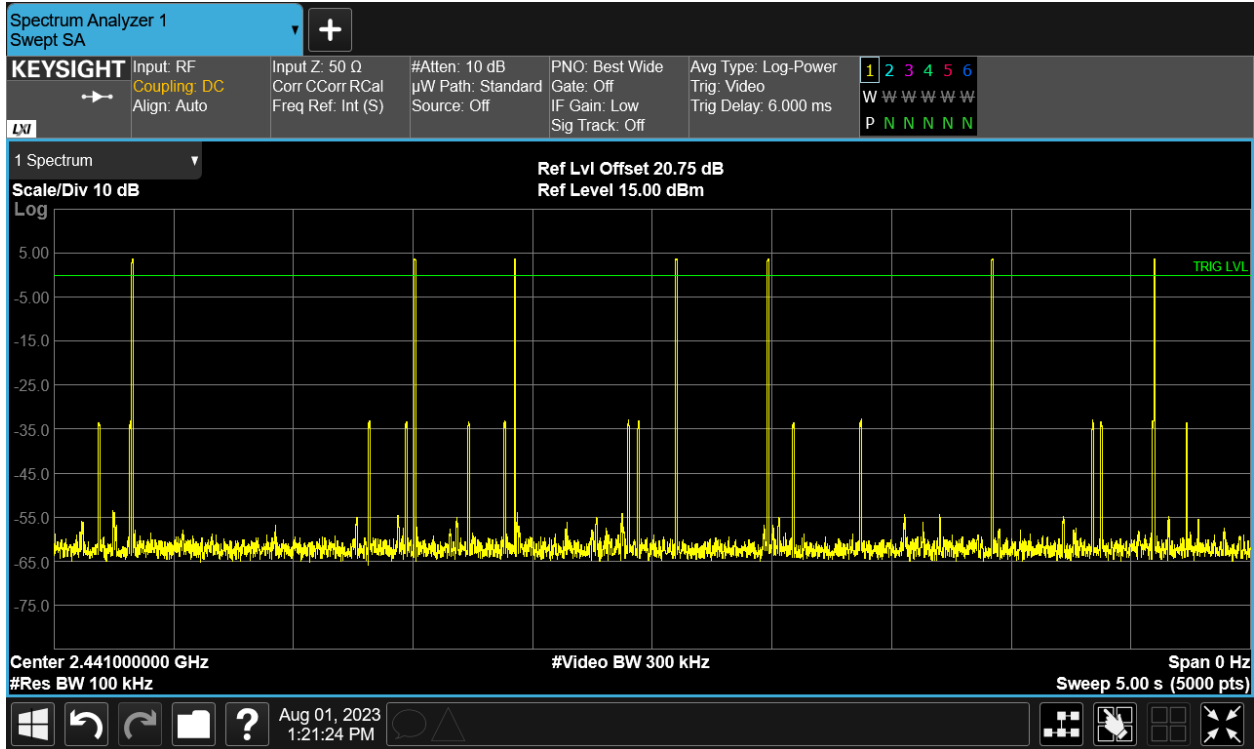 Spectrum Analyzer 1
Swept SA
KEYSIGHT
LXI
Input: RF
Coupling: DC
Align: Auto
Input Z: 50 Ω
Corr CCorr RCal
Freq Ref: Int (S)
#Atten: 10 dB
µW Path: Standard
Source: Off
PNO: Best Wide
Gate: Off
IF Gain: Low
Sig Track: Off
Avg Type: Log-Power
Trig: Video
Trig Delay: 6.000 ms
1 2 3 4 5 6
W W W W W W
P N N N N N
1 Spectrum
Scale/Div 10 dB
Log
Ref Lvl Offset 20.75 dB
Ref Level 15.00 dBm
5.00
TRIG LVL
-5.00
-15.0
-25.0
-35.0
-45.0
-55.0
-65.0
-75.0
Center 2.441000000 GHz
#Video BW 300 kHz
Span 0 Hz
#Res BW 100 kHz
Sweep 5.00 s (5000 pts)
?
Aug 01, 2023
1:21:24 PM